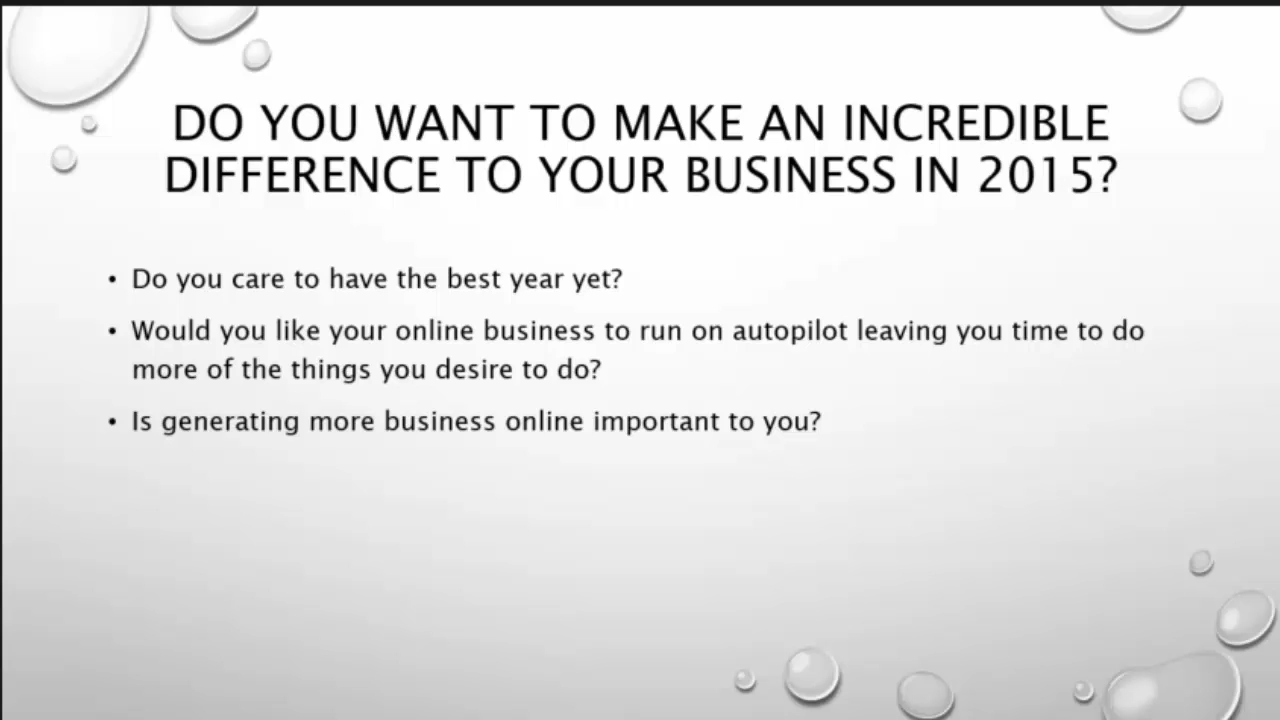 DO YOU WANT TO MAKE AN INCREDIBLE
DIFFERENCE TO YOUR BUSINESS IN 2015?
• Do you care to have the best year yet?
• Would you like your online business to run on autopilot leaving you time to do
more of the things you desire to do?
• Is generating more business online important to you?